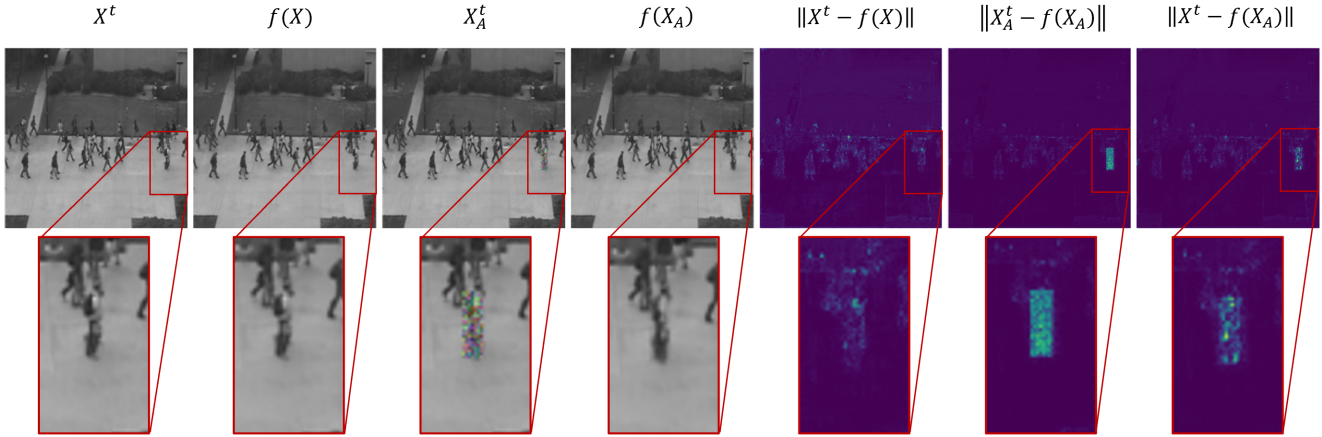 X^t f(X) X_A^t f(X_A) ‖X^t − f(X)‖ ‖X_A^t − f(X_A)‖ ‖X^t − f(X_A)‖